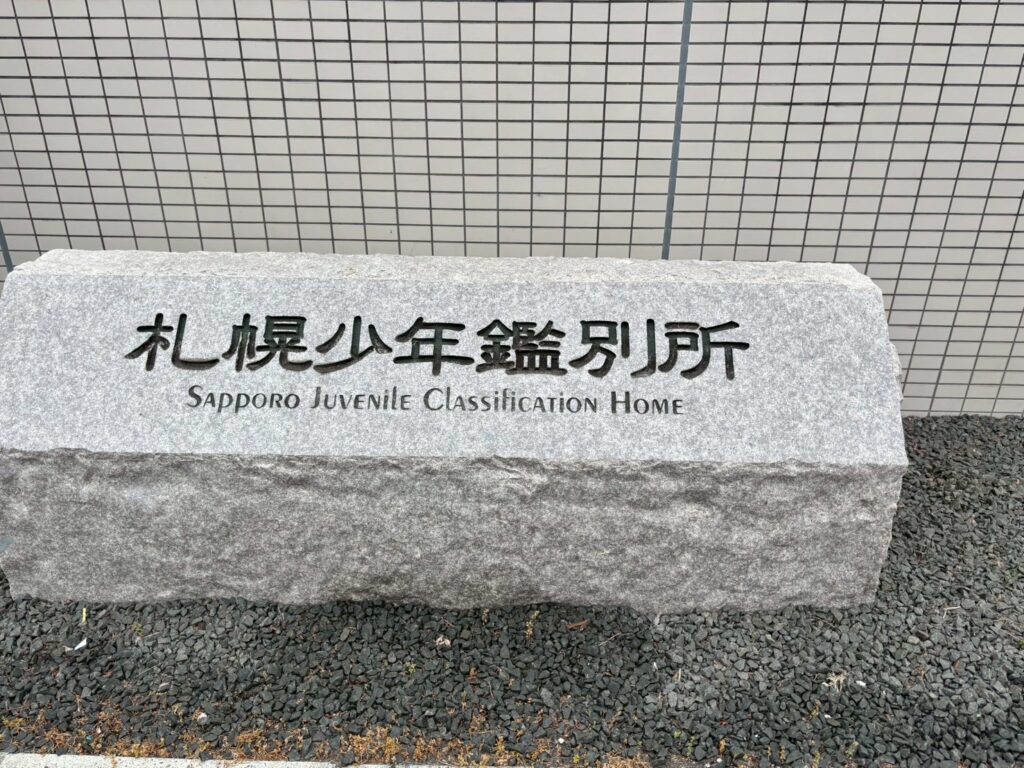 札幌少年鑑別所
Sapporo Juvenile Classification Home